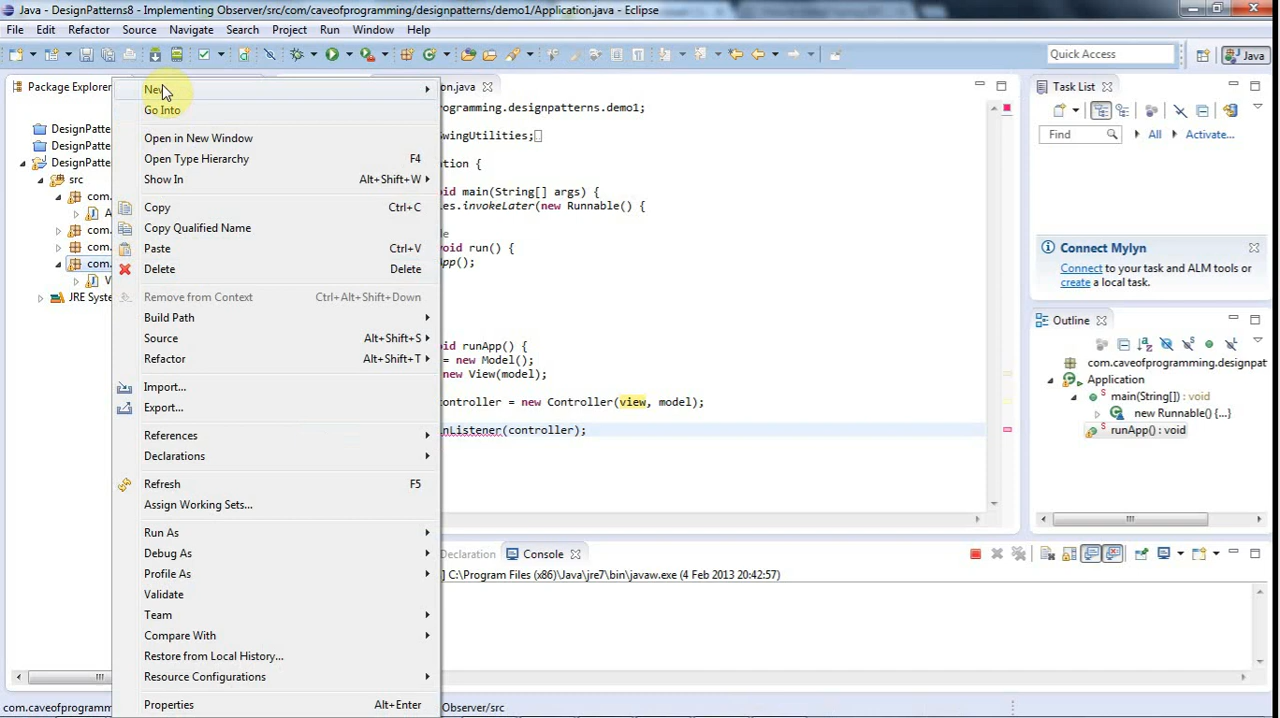 Java - DesignPatterns8 - Implementing Observer/src/com/caveofprogramming/designpatterns/demo1/Application.java - Eclipse
File Edit Refactor Source Navigate Search Project Run Window Help
Quick Access
Java
Package Explorer
on.java
Task List
New
Go Into
Open in New Window
Open Type Hierarchy F4
Show In Alt+Shift+W
Copy Ctrl+C
Copy Qualified Name
Paste Ctrl+V
Delete Delete
Remove from Context Ctrl+Alt+Shift+Down
Build Path
Source Alt+Shift+S
Refactor Alt+Shift+T
Import...
Export...
References
Declarations
Refresh F5
Assign Working Sets...
Run As
Debug As
Profile As
Validate
Team
Compare With
Restore from Local History...
Resource Configurations
Properties Alt+Enter
DesignPatte
DesignPatte
DesignPatte
src
com.
A
com.
com.
com.
V
JRE Syste
ogramming.designpatterns.demo1;
SwingUtilities;
ation {
oid main(String[] args) {
es.invokeLater(new Runnable() {
e
void run() {
pp();
oid runApp() {
= new Model();
new View(model);
ontroller = new Controller(view, model);
nListener(controller);
Find All Activate...
Connect Mylyn
Connect to your task and ALM tools or
create a local task.
Outline
com.caveofprogramming.designpat
Application
main(String[]) : void
new Runnable() {...}
runApp() : void
Declaration Console
] C:\Program Files (x86)\Java\jre7\bin\javaw.exe (4 Feb 2013 20:42:57)
com.caveofprogramm
Observer/src